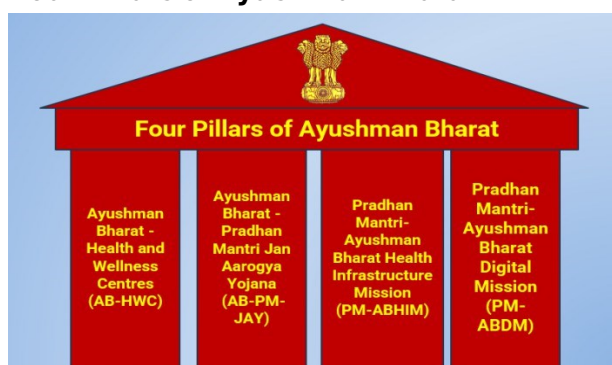 Four Pillars of Ayushman Bharat
Ayushman
Bharat -
Health and
Wellness
Centres
(AB-HWC)
Ayushman
Bharat -
Pradhan
Mantri Jan
Aarogya
Yojana
(AB-PM-
JAY)
Pradhan
Mantri-
Ayushman
Bharat Health
Infrastructure
Mission
(PM-ABHIM)
Pradhan
Mantri-
Ayushman
Bharat
Digital
Mission
(PM-
ABDM)